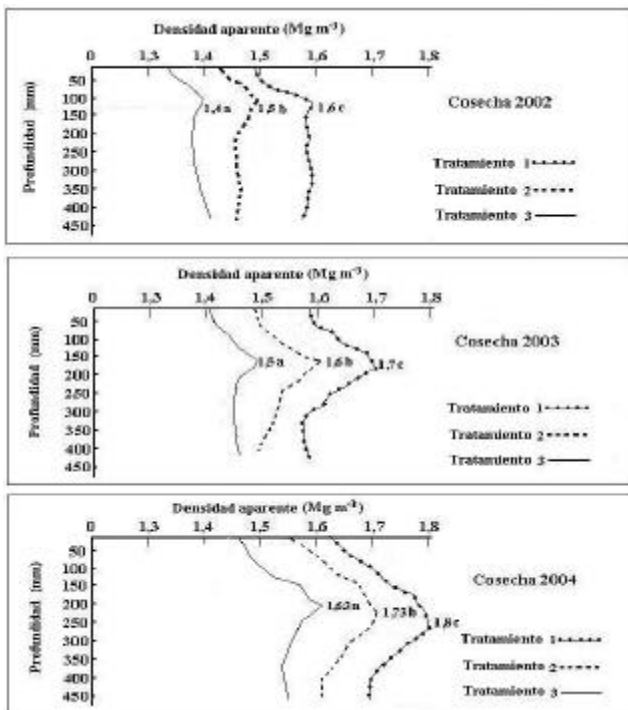 Densidad aparente (Mg m-3)
0 1,3 1,4 1,5 1,6 1,7 1,8
Profundidad (mm)
50
100
150
200
250
300
350
400
450
1,4 a
1,5 b
1,6 c
Cosecha 2002
Tratamiento 1
Tratamiento 2
Tratamiento 3
Densidad aparente (Mg m-3)
0 1,3 1,4 1,5 1,6 1,7 1,8
Profundidad (mm)
50
100
150
200
250
300
350
400
450
1,5 a
1,6 b
1,7 c
Cosecha 2003
Tratamiento 1
Tratamiento 2
Tratamiento 3
Densidad aparente (Mg m-3)
0 1,3 1,4 1,5 1,6 1,7 1,8
Profundidad (mm)
50
100
150
200
250
300
350
400
450
1,62 a
1,73 b
1,8 c
Cosecha 2004
Tratamiento 1
Tratamiento 2
Tratamiento 3